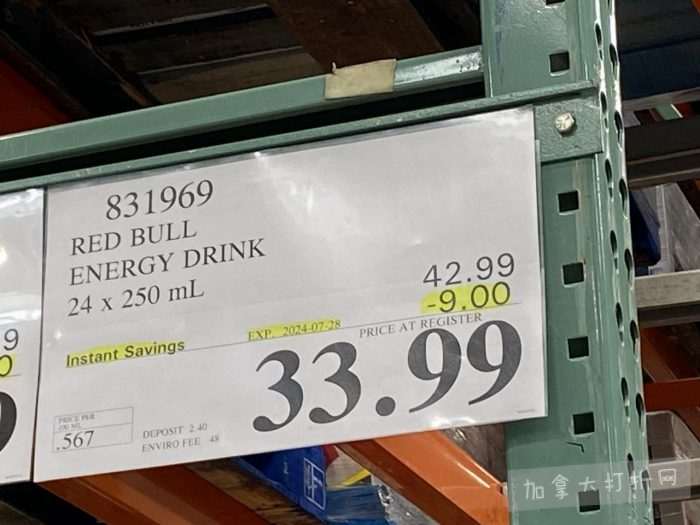 831969
RED BULL
ENERGY DRINK
24 x 250 mL
42.99
-9.00
Instant Savings
EXP. 2024-07-28
PRICE AT REGISTER
33.99
PRICE PER
.567
DEPOSIT 2.40
ENVIRO FEE 48
9
0
加拿大打折网